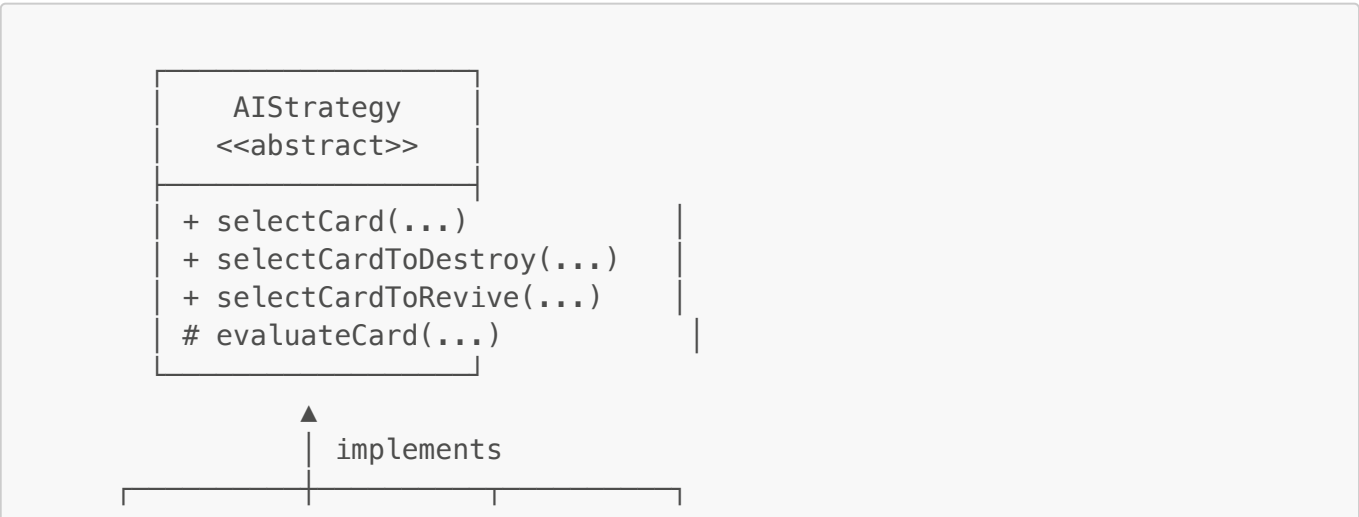 AIStrategy
<<abstract>>
+ selectCard(...)
+ selectCardToDestroy(...)
+ selectCardToRevive(...)
# evaluateCard(...)
implements